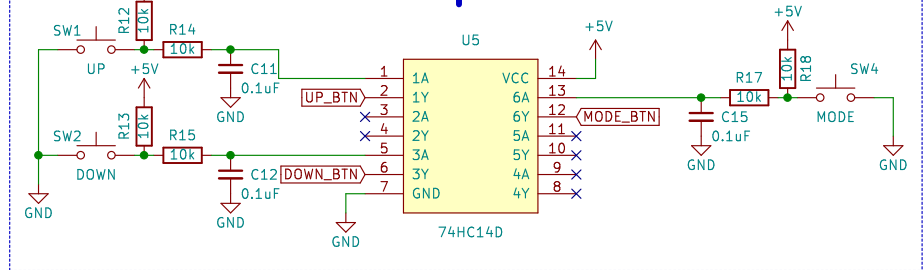 +5V
R12
10k
SW1
R14
10k
U5
+5V
R18
10k
SW4
UP
C11
0.1uF
1
1A
VCC
14
R17
10k
+5V
GND
UP_BTN
2
1Y
6A
13
MODE
3
2A
6Y
12
MODE_BTN
C15
0.1uF
R13
10k
4
2Y
5A
11
SW2
R15
10k
5
3A
5Y
10
GND
GND
DOWN
C12
0.1uF
DOWN_BTN
6
3Y
4A
9
7
GND
4Y
8
GND
GND
GND
74HC14D